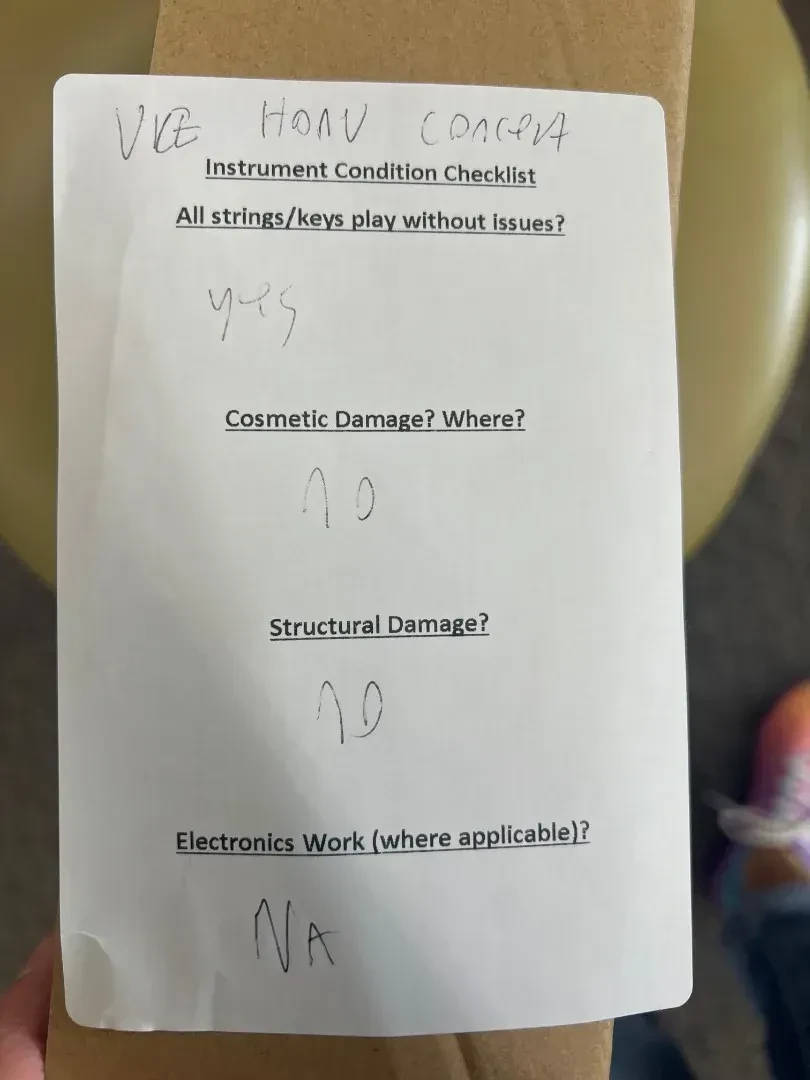 UKE HONU CONCERT
Instrument Condition Checklist
All strings/keys play without issues?
yes
Cosmetic Damage? Where?
no
Structural Damage?
no
Electronics Work (where applicable)?
NA